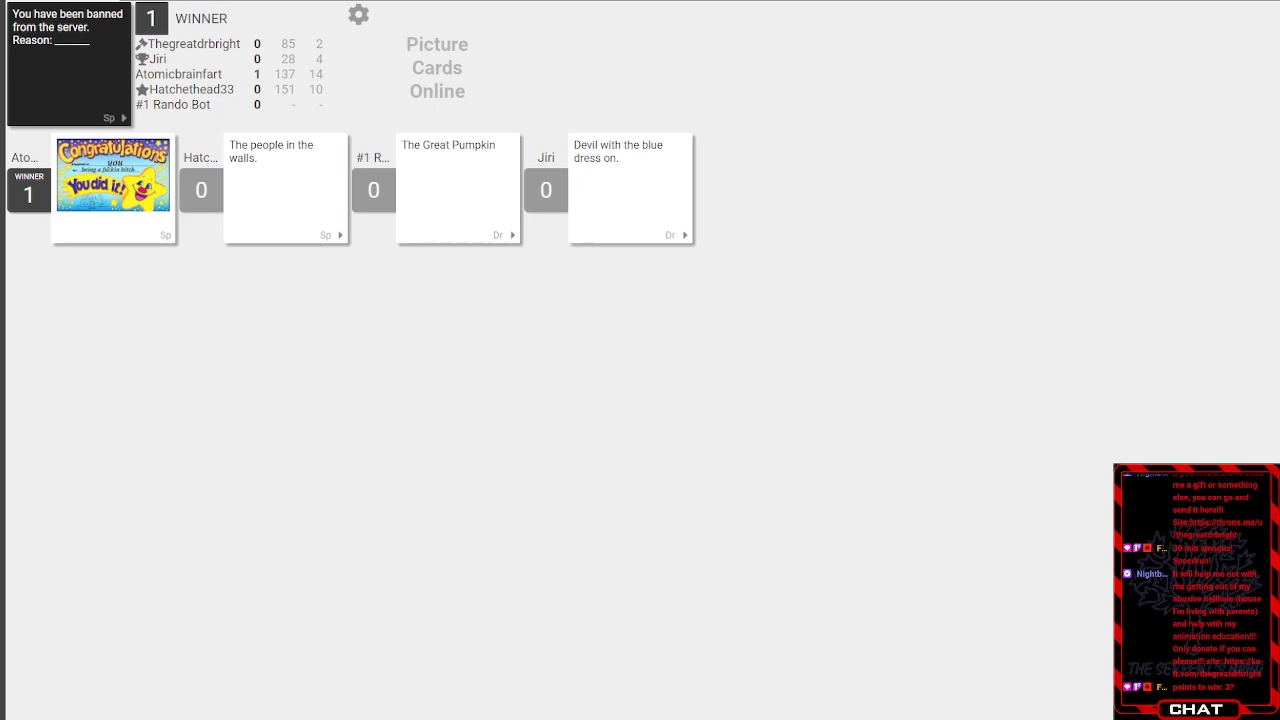 You have been banned
from the server.
Reason: ______
Sp
1 WINNER
Thegreatdrbright 0 85 2
Jiri 0 28 4
Atomicbrainfart 1 137 14
Hatchethead33 0 151 10
#1 Rando Bot 0 - -
Picture
Cards
Online
Ato...
WINNER
1
Congratulations
you
being a fuckin bitch
You did it!
Sp
Hatc...
0
The people in the
walls.
Sp
#1 R...
0
The Great Pumpkin
Dr
Jiri
0
Devil with the blue
dress on.
Dr
me a gift or something
else, you can go and
send it here!!!
Site:https://throne.me/u
/thegreatdrbright
F... 30 min amogus!
Speedrun!
Nightb... It will help me out with
me getting out of my
abusive hellhole (house
I'm living with parents)
and help with my
animation education!!!
Only donate if you can
please!!! site: https://ko-
fi.com/thegreatdrbright
F... points to win: 3?
CHAT